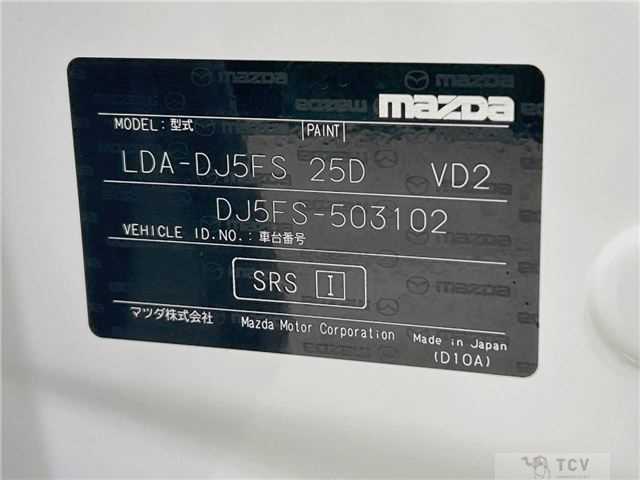 mazda
MODEL：型式 PAINT
LDA-DJ5FS 25D VD2
DJ5FS-503102
VEHICLE ID.NO.：車台番号
SRS I
マツダ株式会社 Mazda Motor Corporation Made in Japan
(D10A)
TCV